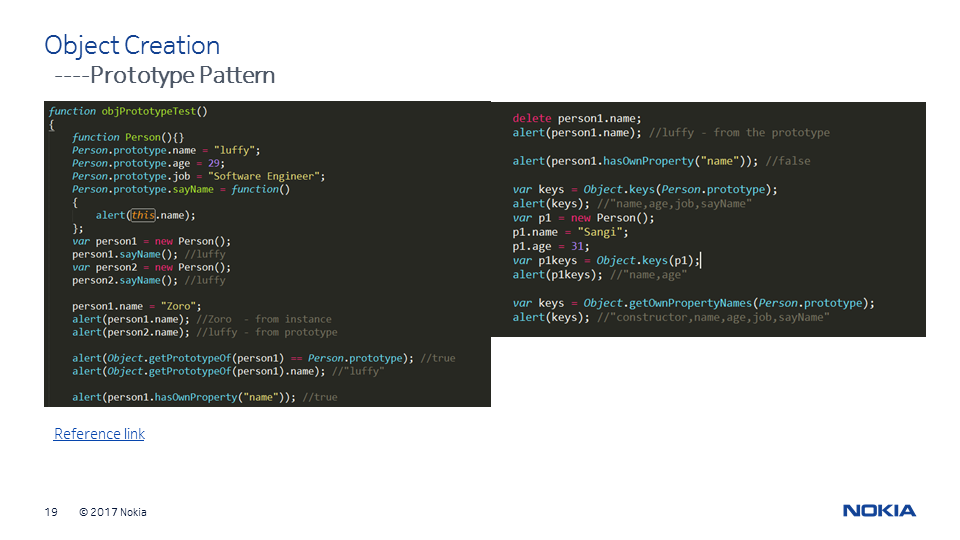 Object Creation
----Prototype Pattern
function objPrototypeTest()
{
function Person(){}
Person.prototype.name = "luffy";
Person.prototype.age = 29;
Person.prototype.job = "Software Engineer";
Person.prototype.sayName = function()
{
alert(this.name);
};
var person1 = new Person();
person1.sayName(); //luffy
var person2 = new Person();
person2.sayName(); //luffy
person1.name = "Zoro";
alert(person1.name); //Zoro - from instance
alert(person2.name); //luffy - from prototype
alert(Object.getPrototypeOf(person1) == Person.prototype); //true
alert(Object.getPrototypeOf(person1).name); //"luffy"
alert(person1.hasOwnProperty("name")); //true
delete person1.name;
alert(person1.name); //luffy - from the prototype
alert(person1.hasOwnProperty("name")); //false
var keys = Object.keys(Person.prototype);
alert(keys); //"name,age,job,sayName"
var p1 = new Person();
p1.name = "Sangi";
p1.age = 31;
var p1keys = Object.keys(p1);
alert(p1keys); //"name,age"
var keys = Object.getOwnPropertyNames(Person.prototype);
alert(keys); //"constructor,name,age,job,sayName"
Reference link
19 © 2017 Nokia
NOKIA